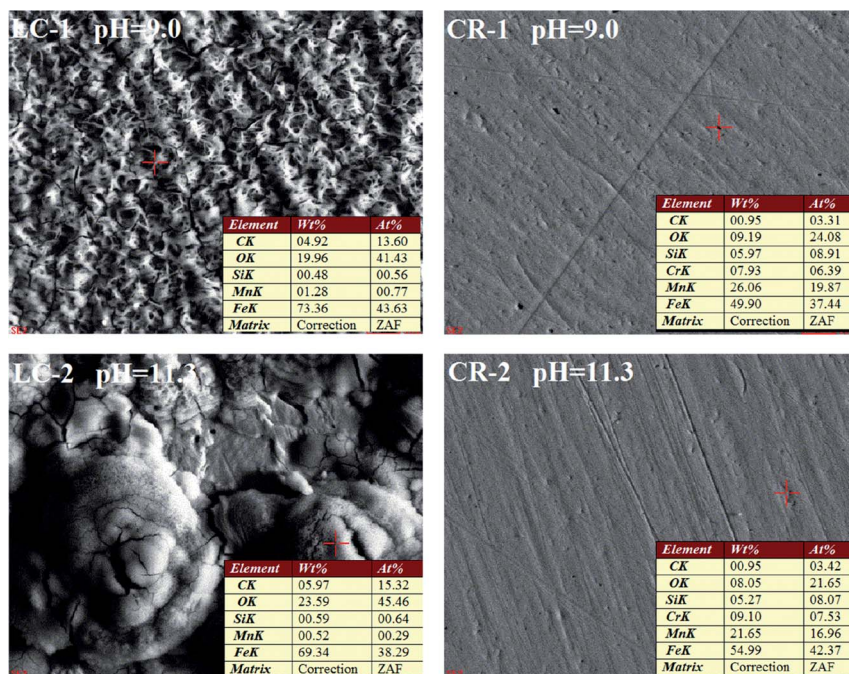 LC-1 pH=9.0
Element Wt% At%
CK 04.92 13.60
OK 19.96 41.43
SiK 00.48 00.56
MnK 01.28 00.77
FeK 73.36 43.63
Matrix Correction ZAF
CR-1 pH=9.0
Element Wt% At%
CK 00.95 03.31
OK 09.19 24.08
SiK 05.97 08.91
CrK 07.93 06.39
MnK 26.06 19.87
FeK 49.90 37.44
Matrix Correction ZAF
LC-2 pH=11.3
Element Wt% At%
CK 05.97 15.32
OK 23.59 45.46
SiK 00.59 00.64
MnK 00.52 00.29
FeK 69.34 38.29
Matrix Correction ZAF
CR-2 pH=11.3
Element Wt% At%
CK 00.95 03.42
OK 08.05 21.65
SiK 05.27 08.07
CrK 09.10 07.53
MnK 21.65 16.96
FeK 54.99 42.37
Matrix Correction ZAF